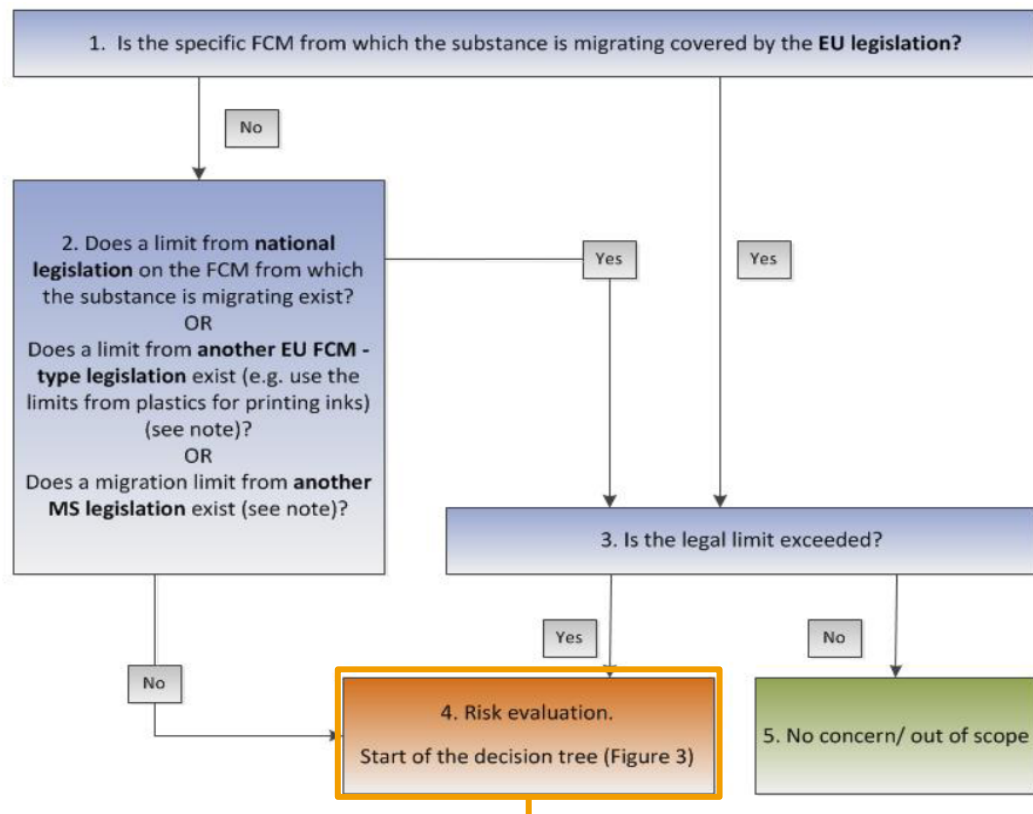 1. Is the specific FCM from which the substance is migrating covered by the EU legislation?
No
2. Does a limit from national
legislation on the FCM from which
the substance is migrating exist?
OR
Does a limit from another EU FCM -
type legislation exist (e.g. use the
limits from plastics for printing inks)
(see note)?
OR
Does a migration limit from another
MS legislation exist (see note)?
Yes
Yes
3. Is the legal limit exceeded?
Yes
No
No
4. Risk evaluation.
Start of the decision tree (Figure 3)
5. No concern/ out of scope